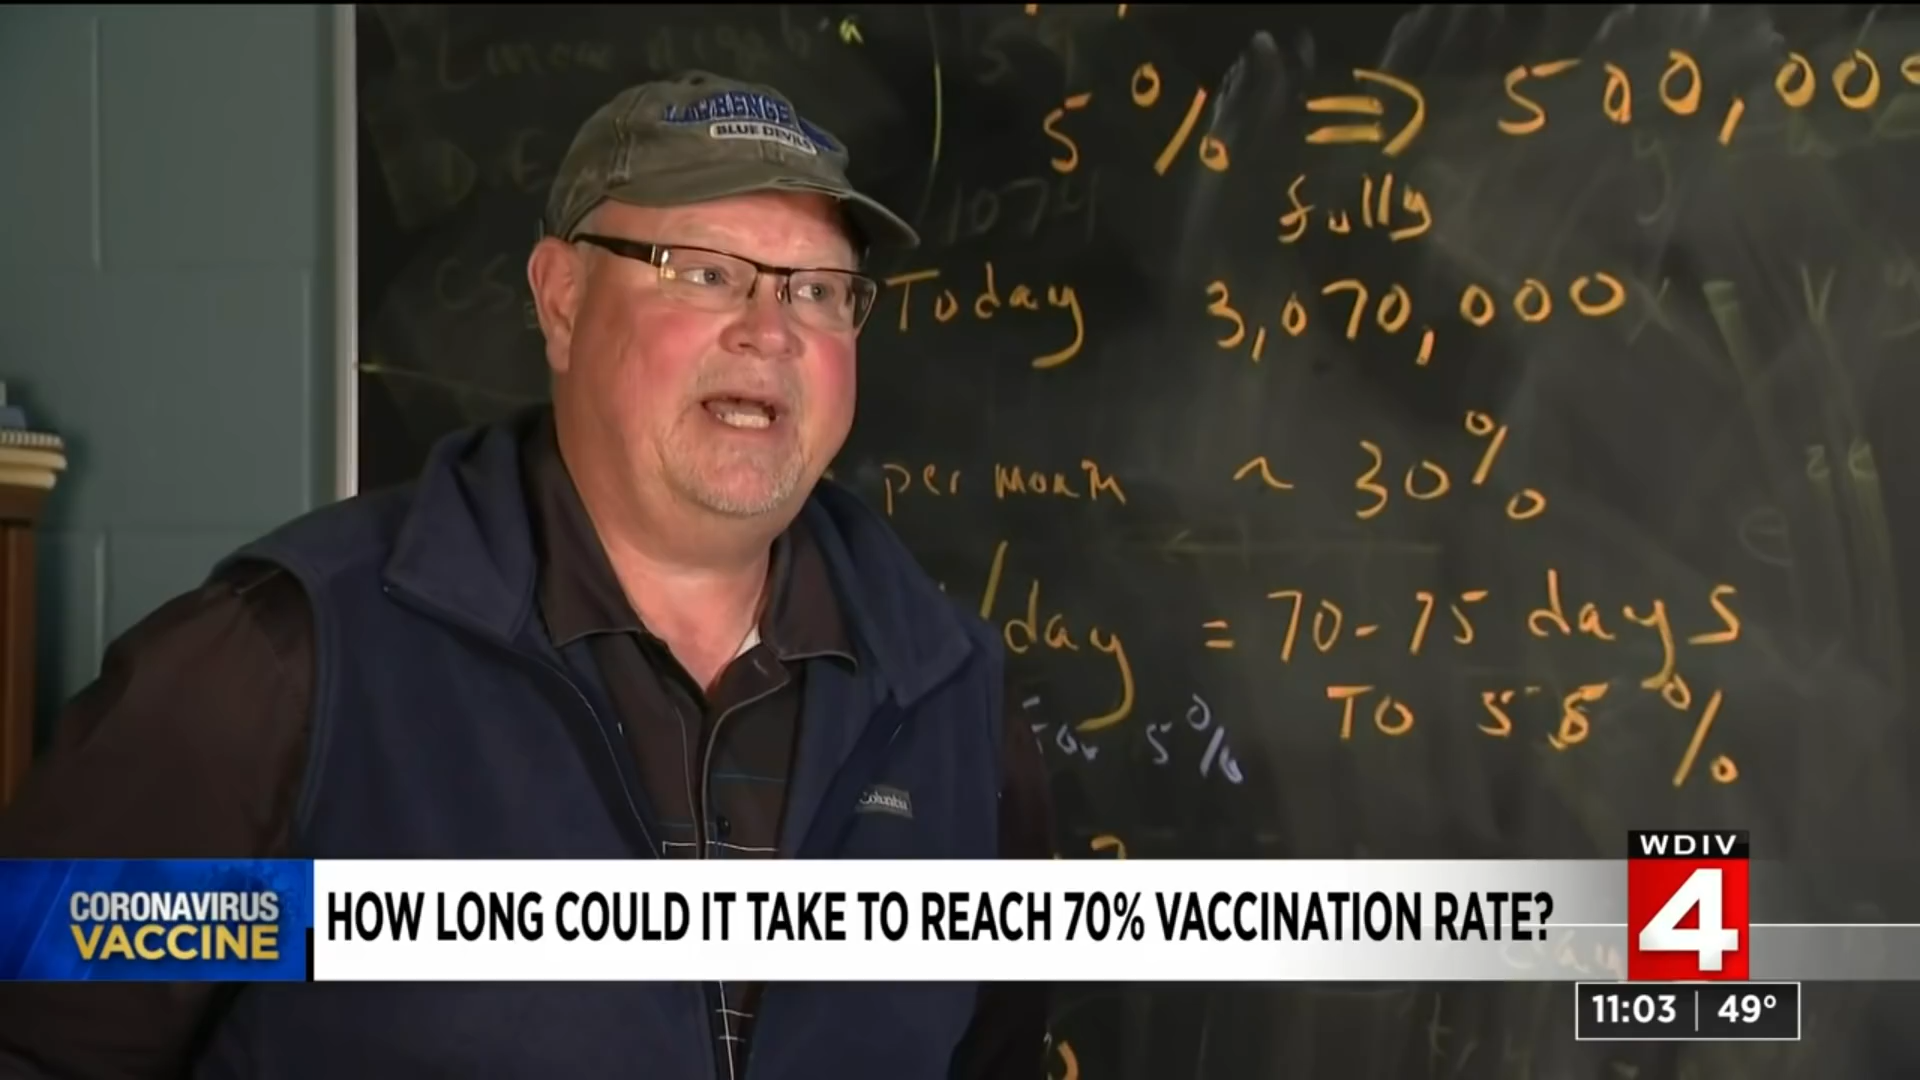 5% ⇒ 500,00
fully
Today 3,070,000
per month ~ 30%
/day = 70-75 days
TO 55%
For 5%
BLUE DEVILS
Columbia
CORONAVIRUS
VACCINE
HOW LONG COULD IT TAKE TO REACH 70% VACCINATION RATE?
WDIV
4
11:03 49°